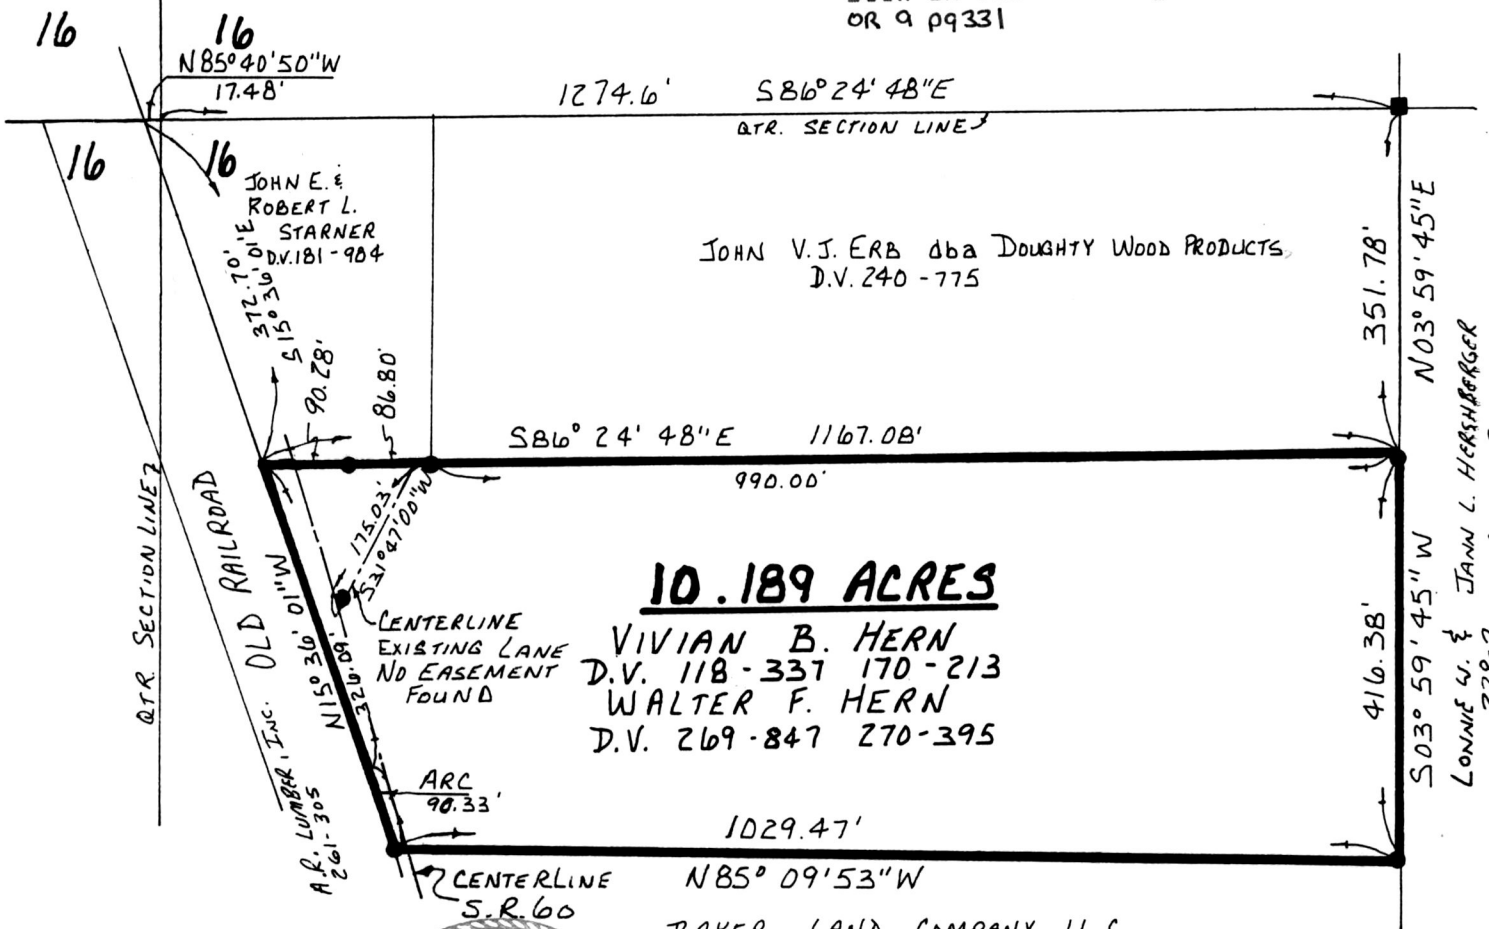 OR 9 pg331
16
16
N85°40'50"W
17.48'
1274.6' S86°24'48"E
QTR. SECTION LINE
16
16
JOHN E. &
ROBERT L.
STARNER
D.V.181-984
372.70'
S15°36'01"E
JOHN V.J. ERB dba DOUGHTY WOOD PRODUCTS
D.V. 240-775
351.78'
N03°59'45"E
90.28'
86.80'
S86° 24' 48"E 1167.08'
990.00'
175.03'
S31°47'00"W
QTR. SECTION LINE
OLD RAILROAD
N15°36'01"W
326.09'
CENTERLINE
EXISTING LANE
NO EASEMENT
FOUND
10.189 ACRES
VIVIAN B. HERN
D.V. 118-337 170-213
WALTER F. HERN
D.V. 269-847 270-395
416.38'
S03° 59' 45" W
LONNIE W. & JANN L. HERSHBERGER
A.R. LUMBER, INC.
261-305
ARC
90.33'
1029.47'
N85° 09'53"W
CENTERLINE
S.R. 60
LAND COMPANY